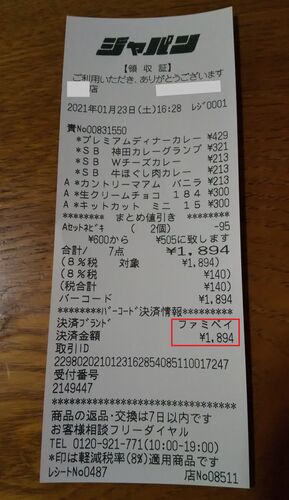 ジャパン
【領収証】
ご利用いただき、ありがとうございます
店
2021年01月23日(土)16:28 レジ0001
責No00831550
*プレミアムディナーカレー ¥429
*SB 神田カレーグランプ ¥321
*SB Wチーズカレー ¥213
*SB 牛ほぐし肉カレー ¥213
A *カントリーマアム バニラ ¥213
A *生クリームチョコ 184 ¥300
A *キットカット ミニ 15 ¥300
******** まとめ値引き ********
Aセットネビキ ( 2個) -95
¥600から ¥505に致します
合計/ 7点 ¥1,894
(8%税 対象 ¥1,894)
(8%税 ¥140)
(税合計 ¥140)
バーコード ¥1,894
********バーコード決済情報********
決済ブランド ファミペイ
決済金額 ¥1,894
取引ID
2298020210123162854085110017247
受付番号
2149447
商品の返品・交換は7日以内です
お客様相談フリーダイヤル
TEL 0120-921-771(10:00-19:00)
*印は軽減税率(8%)適用商品です
レシートNo0487 店No08511